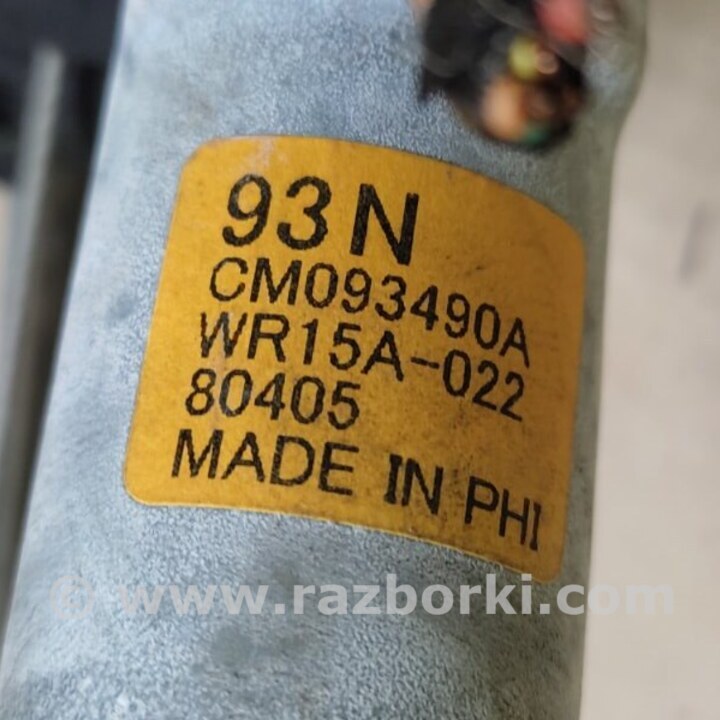 93N
CM093490A
WR15A-022
80405
MADE IN PHI
© www.razborki.com